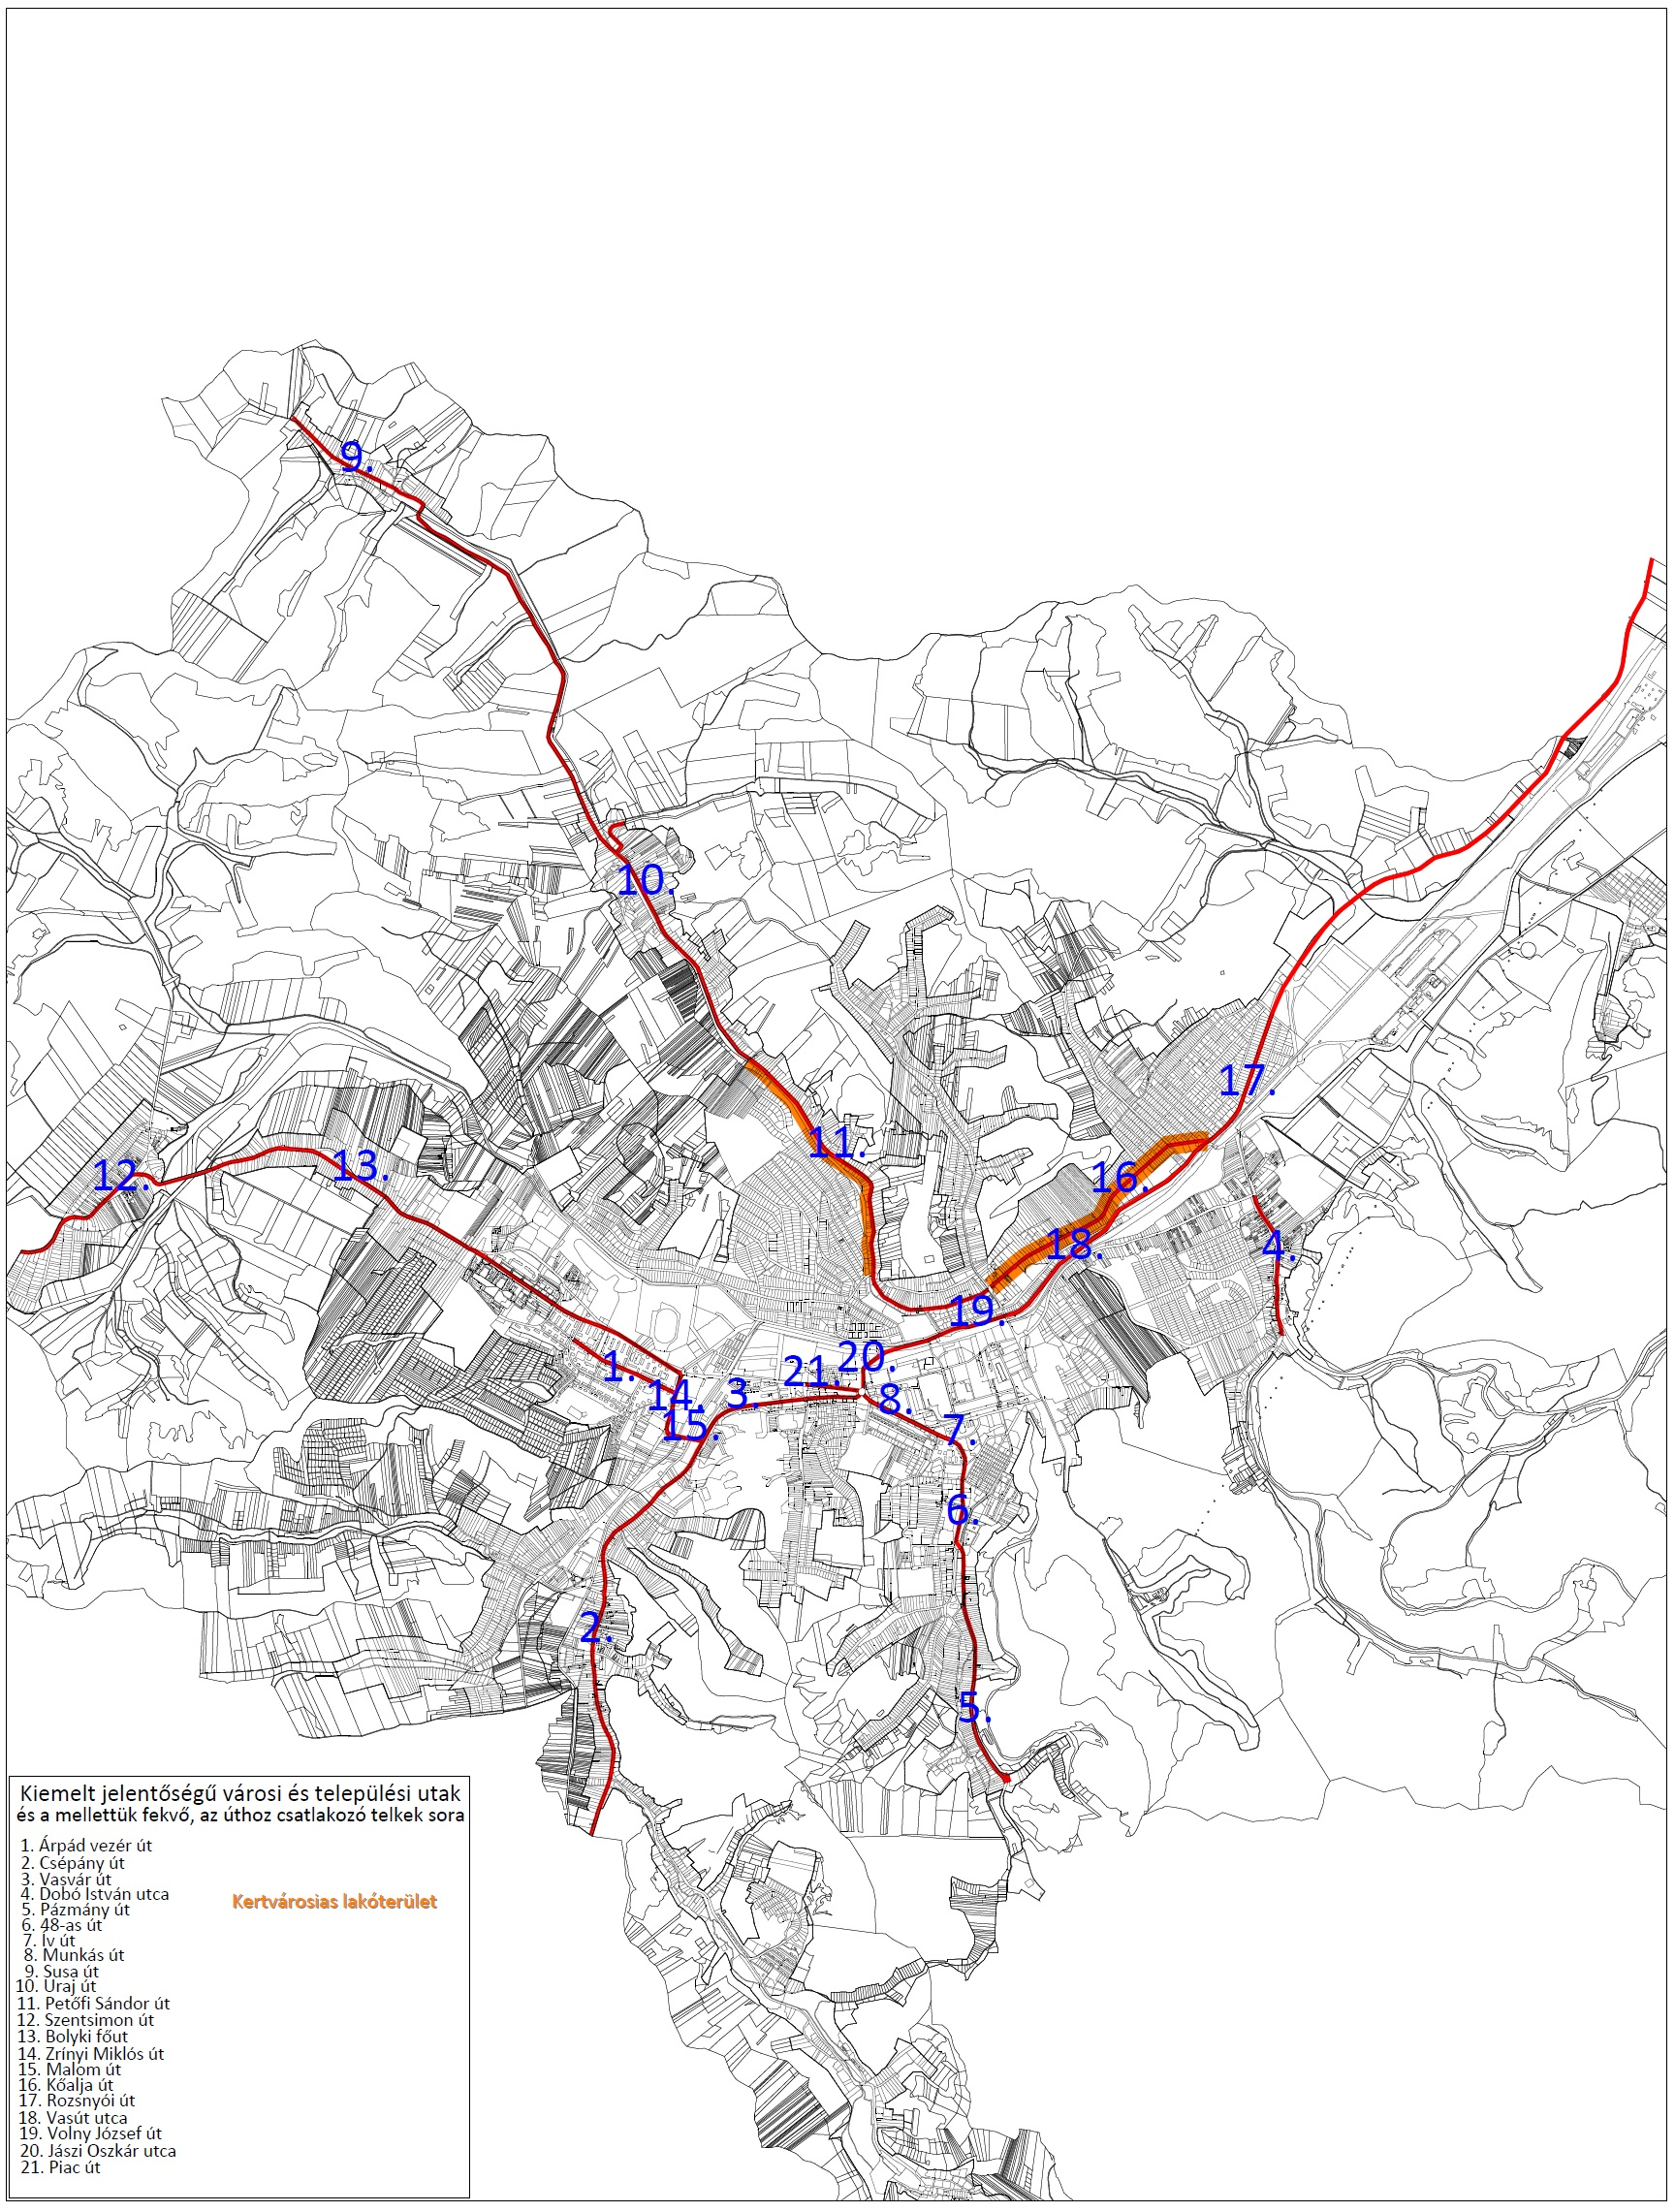 9.
10.
11.
12.
13.
17.
16.
18.
4.
19.
20.
1.
21.
14.
3.
8.
15.
7.
6.
2.
5.
Kiemelt jelentőségű városi és települési utak
és a mellettük fekvő, az úthoz csatlakozó telkek sora
1. Árpád vezér út
2. Csépány út
3. Vasvár út
4. Dobó István utca
5. Pázmány út
6. 48-as út
7. Ív út
8. Munkás út
9. Susa út
10. Uraj út
11. Petőfi Sándor út
12. Szentsimon út
13. Bolyki főut
14. Zrínyi Miklós út
15. Malom út
16. Kőalja út
17. Rozsnyói út
18. Vasút utca
19. Volny József út
20. Jászi Oszkár utca
21. Piac út
Kertvárosias lakóterület